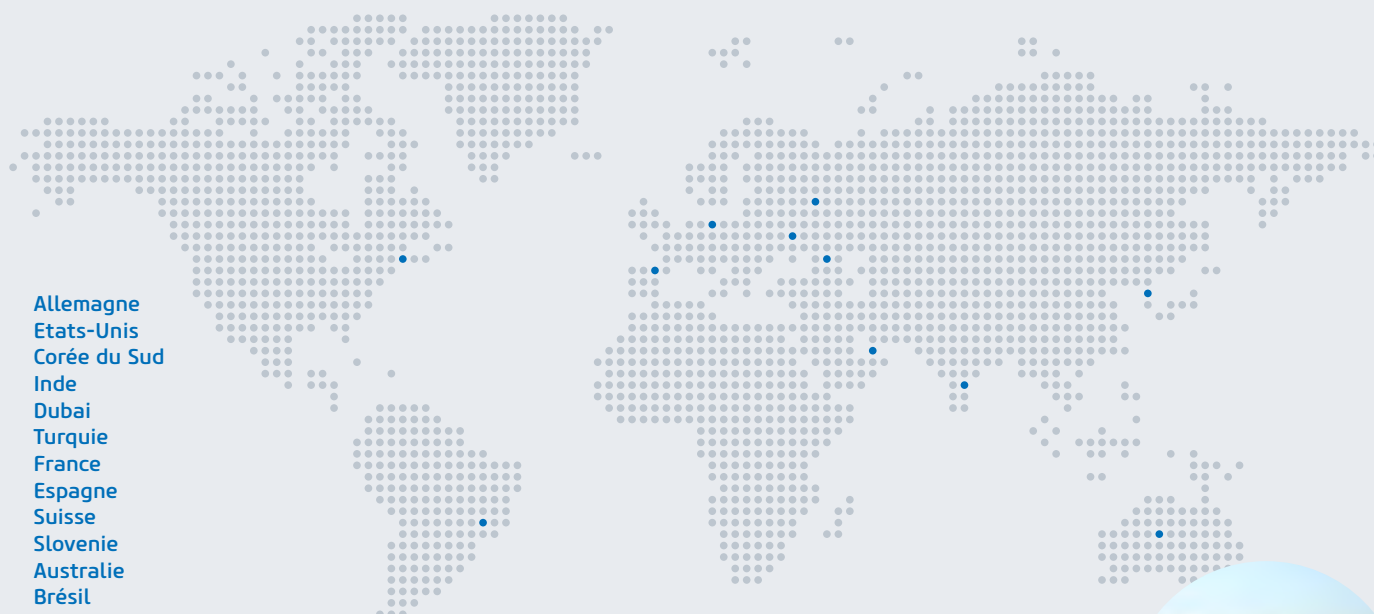 Allemagne
Etats-Unis
Corée du Sud
Inde
Dubai
Turquie
France
Espagne
Suisse
Slovenie
Australie
Brésil